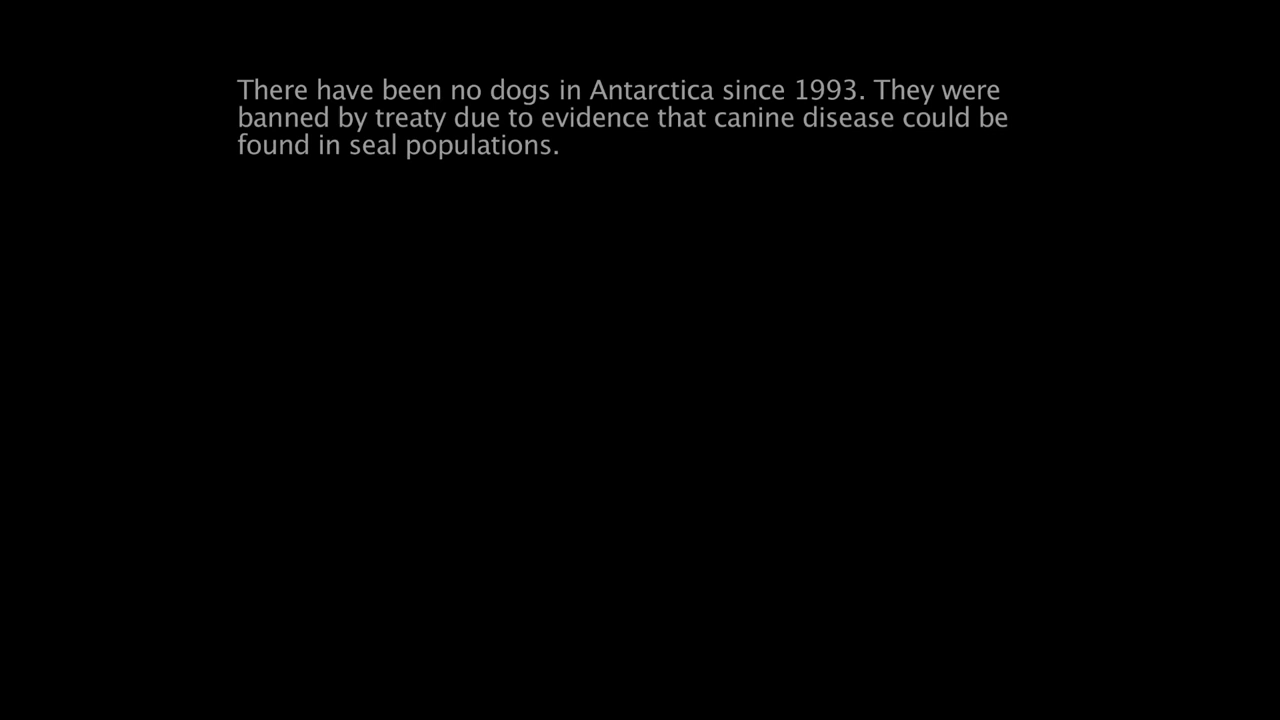 There have been no dogs in Antarctica since 1993. They were
banned by treaty due to evidence that canine disease could be
found in seal populations.